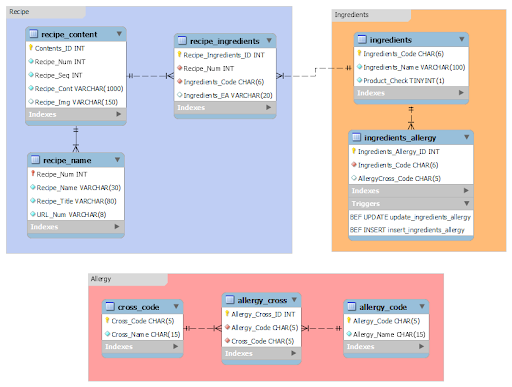 Recipe
recipe_content
Contents_ID INT
Recipe_Num INT
Recipe_Seq INT
Recipe_Cont VARCHAR(1000)
Recipe_Img VARCHAR(150)
Indexes
recipe_ingredients
Recipe_Ingredients_ID INT
Recipe_Num INT
Ingredients_Code CHAR(6)
Ingredients_EA VARCHAR(20)
Indexes
recipe_name
Recipe_Num INT
Recipe_Name VARCHAR(30)
Recipe_Title VARCHAR(80)
URL_Num VARCHAR(8)
Indexes
Ingredients
ingredients
Ingredients_Code CHAR(6)
Ingredients_Name VARCHAR(100)
Product_Check TINYINT(1)
Indexes
ingredients_allergy
Ingredients_Allergy_ID INT
Ingredients_Code CHAR(6)
AllergyCross_Code CHAR(5)
Indexes
Triggers
BEF UPDATE update_ingredients_allergy
BEF INSERT insert_ingredients_allergy
Allergy
cross_code
Cross_Code CHAR(5)
Cross_Name CHAR(15)
Indexes
allergy_cross
Allergy_Cross_ID INT
Allergy_Code CHAR(5)
Cross_Code CHAR(5)
Indexes
allergy_code
Allergy_Code CHAR(5)
Allergy_Name CHAR(15)
Indexes